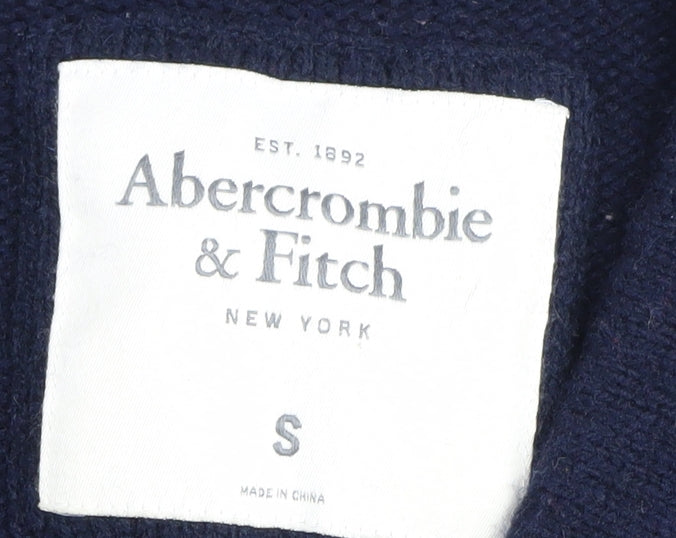 EST. 1892
Abercrombie
& Fitch
NEW YORK
S
MADE IN CHINA